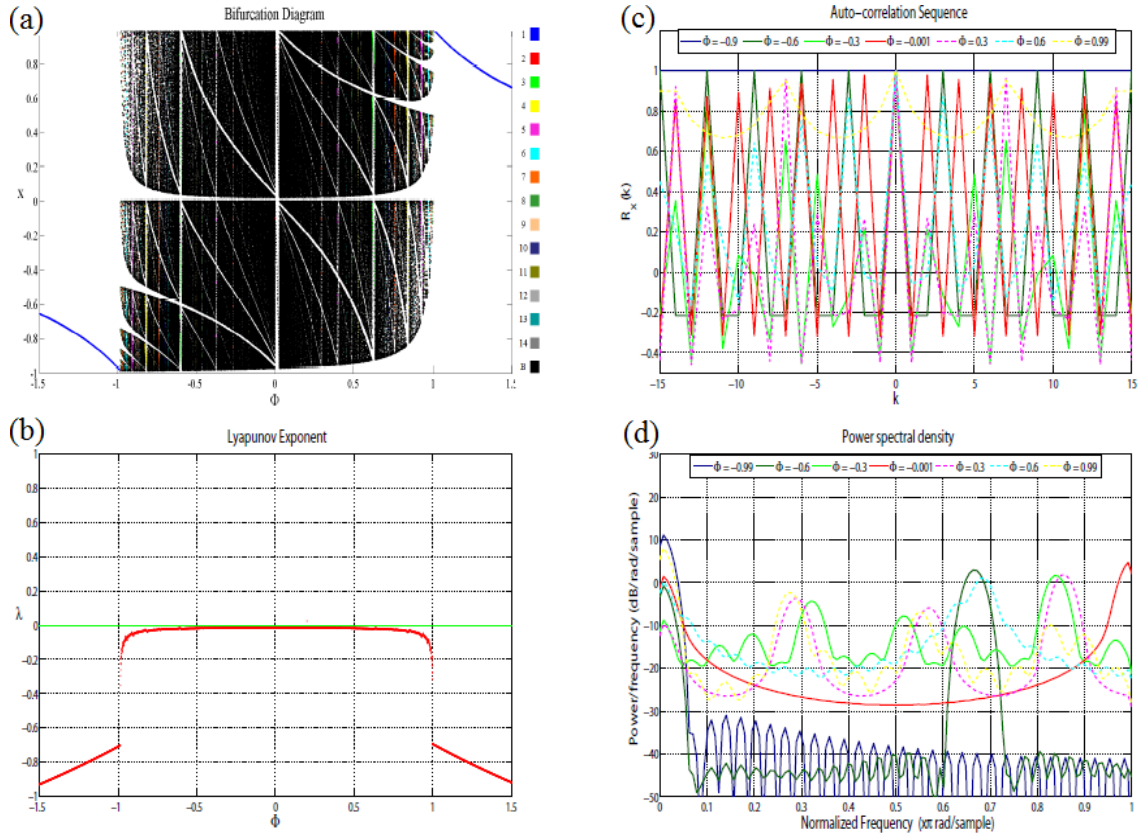 (a)
Bifurcation Diagram
1
2
3
4
5
6
7
8
9
10
11
12
13
14
B
0.8
0.6
0.4
0.2
0
-0.2
-0.4
-0.6
-0.8
-1
x
-1.5
-1
-0.5
0
0.5
1
1.5
Φ
(b)
Lyapunov Exponent
1
0.8
0.6
0.4
0.2
0
-0.2
-0.4
-0.6
-0.8
-1
λ
-1.5
-1
-0.5
0
0.5
1
1.5
Φ
(c)
Auto-correlation Sequence
Φ = -0.9
Φ = -0.6
Φ = -0.3
Φ = -0.001
Φ = 0.3
Φ = 0.6
Φ = 0.99
1.2
1
0.8
0.6
0.4
0.2
0
-0.2
-0.4
R x (k)
-15
-10
-5
0
5
10
15
k
(d)
Power spectral density
Φ = -0.99
Φ = -0.6
Φ = -0.3
Φ = -0.001
Φ = 0.3
Φ = 0.6
Φ = 0.99
30
20
10
0
-10
-20
-30
-40
-50
Power/frequency (dB/rad/sample)
0
0.1
0.2
0.3
0.4
0.5
0.6
0.7
0.8
0.9
1
Normalized Frequency (xπ rad/sample)